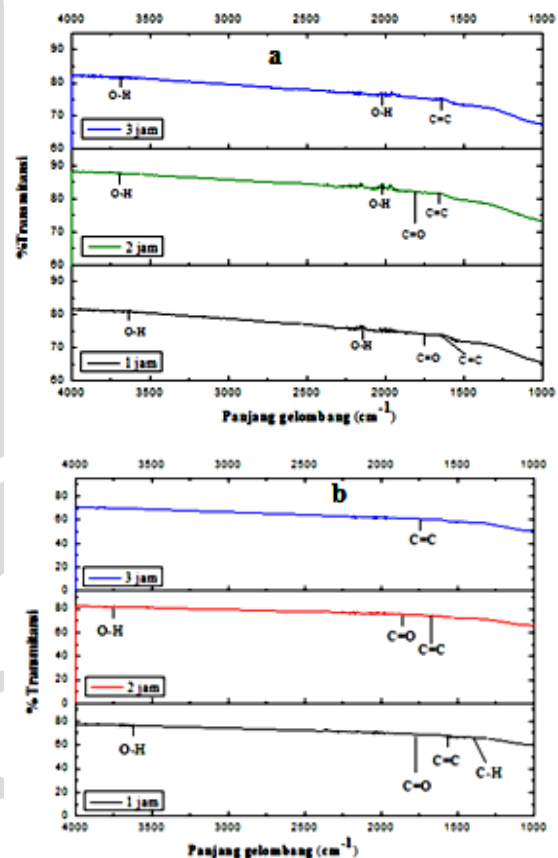 4000 3500 3000 2500 2000 1500 1000
a
90
80
70
60
O-H
O-H
C=C
3 jam
90
80
70
60
O-H
O-H
C=O
C=C
2 jam
90
80
70
60
O-H
O-H
C=O
C=C
1 jam
%Transmitansi
4000 3500 3000 2500 2000 1500 1000
Panjang gelombang (cm⁻¹)
4000 3500 3000 2500 2000 1500 1000
b
80
60
40
20
0
C=C
3 jam
80
60
40
20
0
O-H
C=O
C=C
2 jam
80
60
40
20
0
O-H
C=O
C=C
C-H
1 jam
%Transmitansi
4000 3500 3000 2500 2000 1500 1000
Panjang gelombang (cm⁻¹)